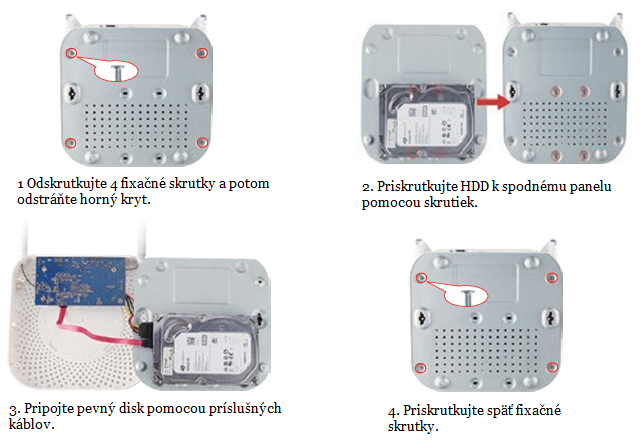 1 Odskrutkujte 4 fixačné skrutky a potom
odstráňte horný kryt.
2. Priskrutkujte HDD k spodnému panelu
pomocou skrutiek.
3. Pripojte pevný disk pomocou príslušných
káblov.
4. Priskrutkujte späť fixačné
skrutky.